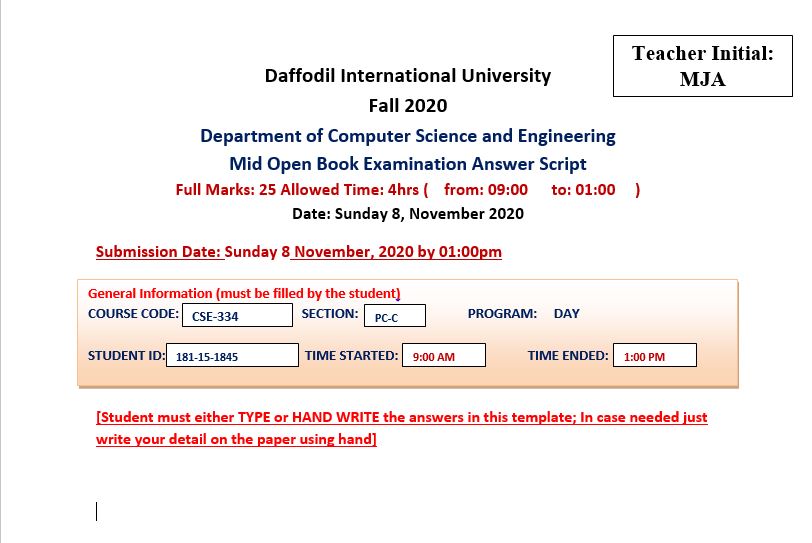 Teacher Initial:
MJA
Daffodil International University
Fall 2020
Department of Computer Science and Engineering
Mid Open Book Examination Answer Script
Full Marks: 25 Allowed Time: 4hrs ( from: 09:00 to: 01:00 )
Date: Sunday 8, November 2020
Submission Date: Sunday 8 November, 2020 by 01:00pm
General Information (must be filled by the student)
COURSE CODE: CSE-334 SECTION: PC-C PROGRAM: DAY
STUDENT ID: 181-15-1845 TIME STARTED: 9:00 AM TIME ENDED: 1:00 PM
[Student must either TYPE or HAND WRITE the answers in this template; In case needed just
write your detail on the paper using hand]